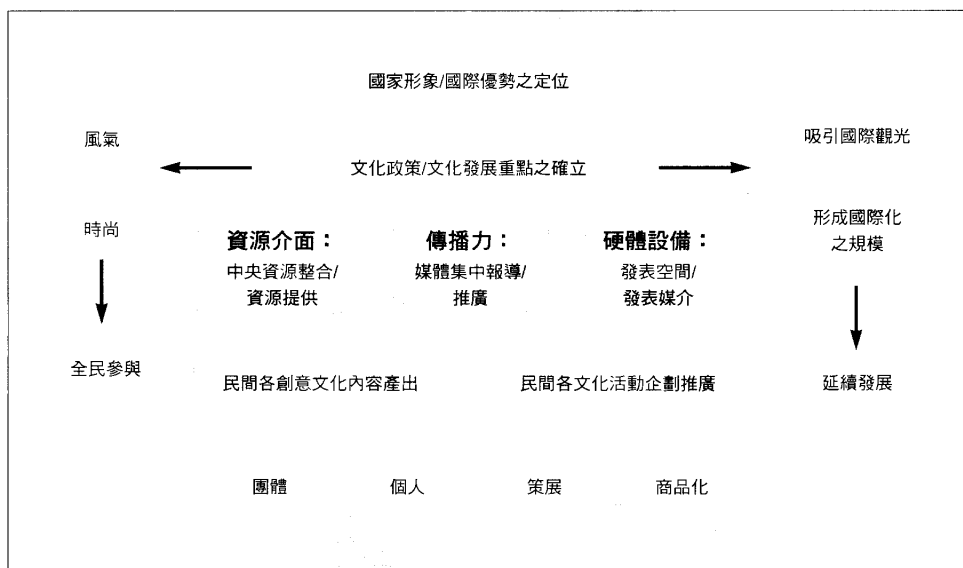 國家形象/國際優勢之定位
風氣
吸引國際觀光
文化政策/文化發展重點之確立
時尚
形成國際化
之規模
資源介面：
傳播力：
硬體設備：
中央資源整合/
資源提供
媒體集中報導/
推廣
發表空間/
發表媒介
全民參與
民間各創意文化內容產出
民間各文化活動企劃推廣
延續發展
團體
個人
策展
商品化